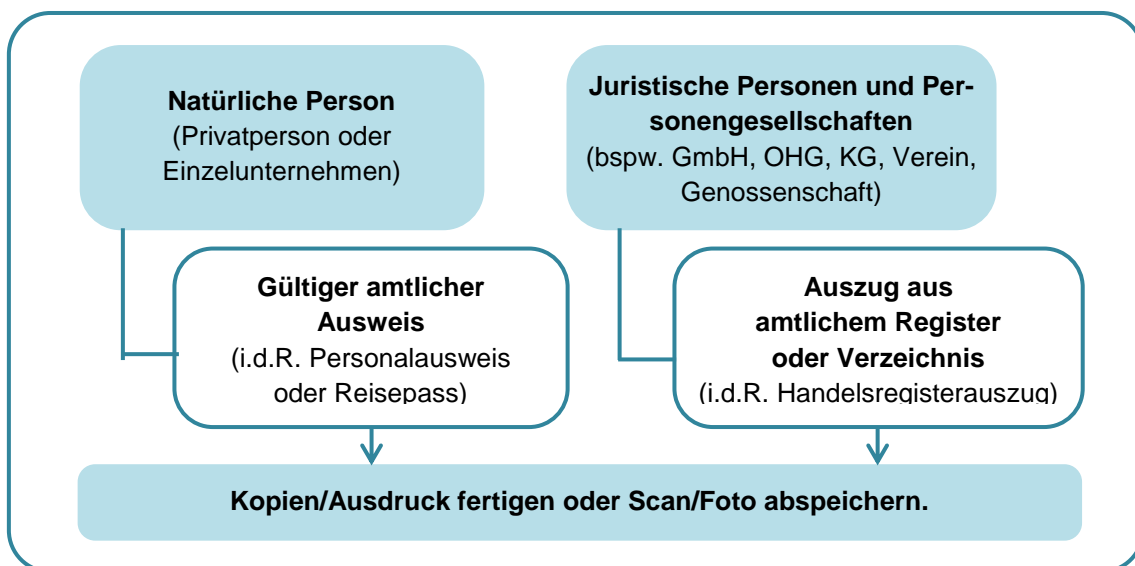 Natürliche Person
(Privatperson oder
Einzelunternehmen)
Juristische Personen und Per-
sonengesellschaften
(bspw. GmbH, OHG, KG, Verein,
Genossenschaft)
Gültiger amtlicher
Ausweis
(i.d.R. Personalausweis
oder Reisepass)
Auszug aus
amtlichem Register
oder Verzeichnis
(i.d.R. Handelsregisterauszug)
Kopien/Ausdruck fertigen oder Scan/Foto abspeichern.